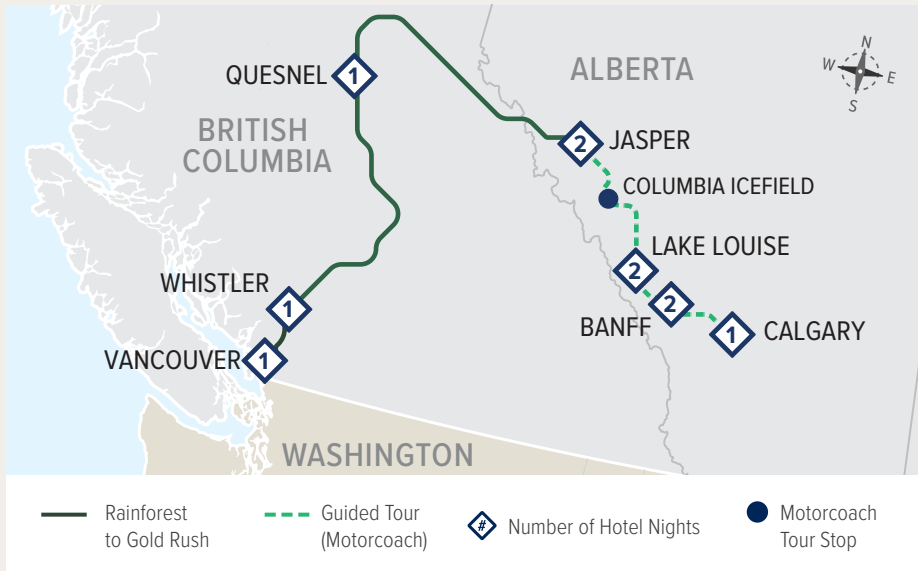 N
W
E
S
QUESNEL
1
ALBERTA
BRITISH
COLUMBIA
2
JASPER
COLUMBIA ICEFIELD
LAKE LOUISE
2
WHISTLER
1
2
BANFF
1
CALGARY
VANCOUVER
1
WASHINGTON
Rainforest
to Gold Rush
Guided Tour
(Motorcoach)
#
Number of Hotel Nights
Motorcoach
Tour Stop